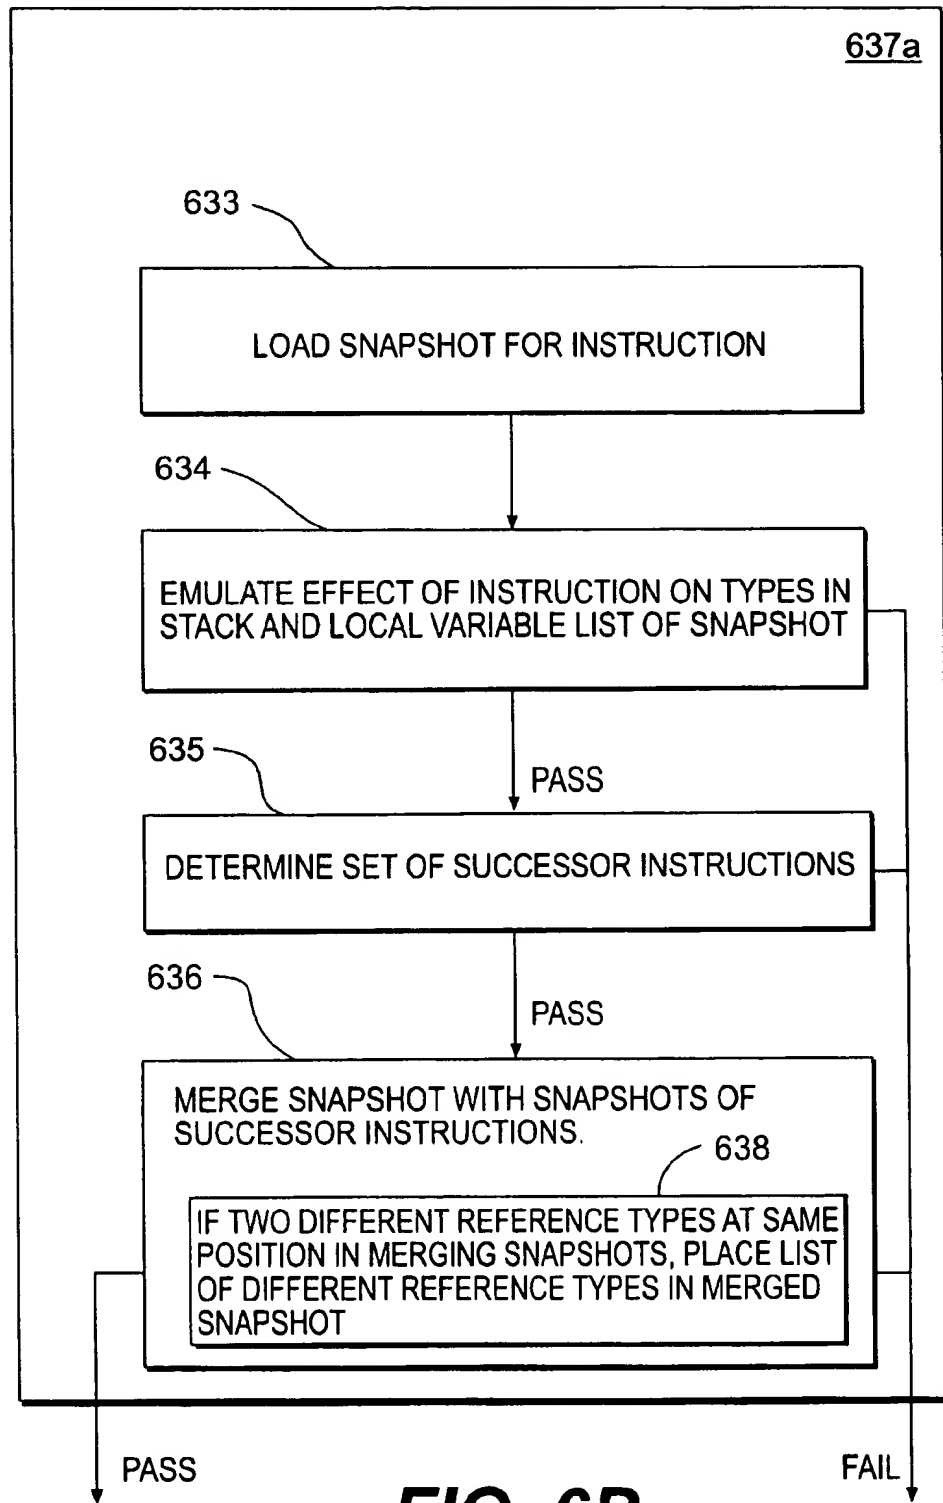 637a
633
LOAD SNAPSHOT FOR INSTRUCTION
634
EMULATE EFFECT OF INSTRUCTION ON TYPES IN
STACK AND LOCAL VARIABLE LIST OF SNAPSHOT
635
PASS
DETERMINE SET OF SUCCESSOR INSTRUCTIONS
636
PASS
MERGE SNAPSHOT WITH SNAPSHOTS OF
SUCCESSOR INSTRUCTIONS.
638
IF TWO DIFFERENT REFERENCE TYPES AT SAME
POSITION IN MERGING SNAPSHOTS, PLACE LIST
OF DIFFERENT REFERENCE TYPES IN MERGED
SNAPSHOT
PASS
FAIL
FIG. 6B